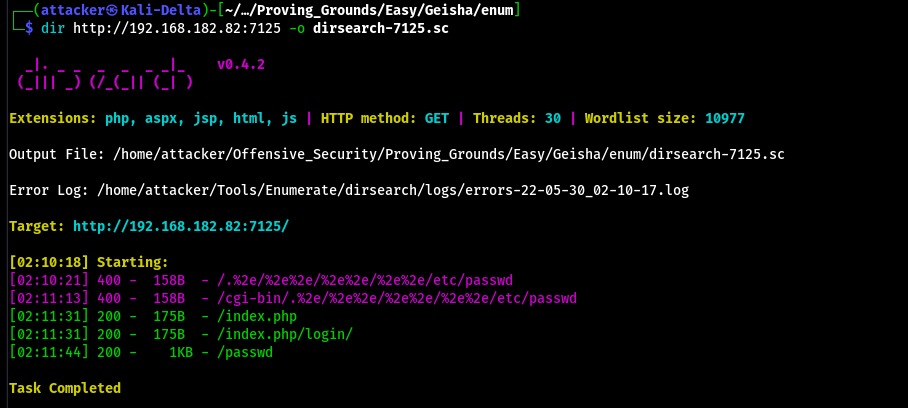 ┌──(attacker㉿Kali-Delta)-[~/…/Proving_Grounds/Easy/Geisha/enum]
└─$ dir http://192.168.182.82:7125 -o dirsearch-7125.sc
  _|. _ _  _  _  _ _|_    v0.4.2
 (_||| _) (/_(_|| (_| )
Extensions: php, aspx, jsp, html, js | HTTP method: GET | Threads: 30 | Wordlist size: 10977
Output File: /home/attacker/Offensive_Security/Proving_Grounds/Easy/Geisha/enum/dirsearch-7125.sc
Error Log: /home/attacker/Tools/Enumerate/dirsearch/logs/errors-22-05-30_02-10-17.log
Target: http://192.168.182.82:7125/
[02:10:18] Starting:
[02:10:21] 400 -  158B  - /.%2e/%2e%2e/%2e%2e/%2e%2e/etc/passwd
[02:11:13] 400 -  158B  - /cgi-bin/.%2e/%2e%2e/%2e%2e/%2e%2e/etc/passwd
[02:11:31] 200 -  175B  - /index.php
[02:11:31] 200 -  175B  - /index.php/login/
[02:11:44] 200 -    1KB - /passwd
Task Completed